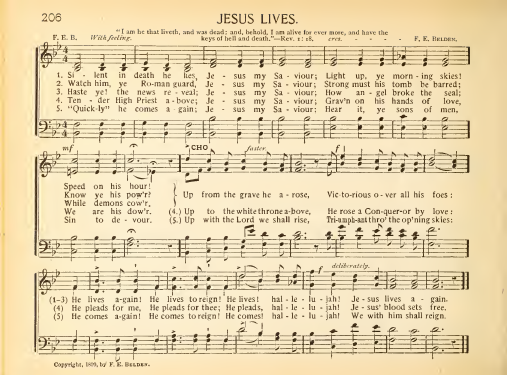 206
JESUS LIVES.
"I am he that liveth, and was dead; and, behold, I am alive for ever more, and have the
F. E. B. With feeling. keys of hell and death."—Rev. 1: 18. cres. - - - - F. E. BELDEN.
1. Si - lent in death he lies, Je - sus my Sa - viour; Light up, ye morn - ing skies!
2. Watch him, ye Ro-man guard, Je - sus my Sa - viour; Strong must his tomb be barred;
3. Haste ye! the news re - veal; Je - sus my Sa - viour; How an - gel broke the seal;
4. Ten - der High Priest a - bove; Je - sus my Sa - viour; Grav'n on his hands of love,
5. "Quick-ly" he comes a - gain; Je - sus my Sa - viour; Hear it, ye sons of men,
mf CHO faster f
Speed on his hour!
Know ye his pow'r? Up from the grave he a - rose, Vic-to-rious o - ver all his foes:
While demons cow'r,
We are his dow'r. (4.) Up to the white throne a-bove, He rose a Con-quer-or by love:
Sin to de - vour. (5.) Up with the Lord we shall rise, Tri-umph-ant thro' the op'ning skies:
f deliberately.
(1-3) He lives a-gain! He lives to reign! He lives! hal - le - lu - jah! Je - sus lives a - gain.
(4) He pleads for me, He pleads for thee; He pleads, hal - le - lu - jah! Je - sus' blood sets free.
(5) He comes a-gain! He comes to reign! He comes! hal - le - lu - jah! We with him shall reign.
Copyright, 1899, by F. E. BELDEN.